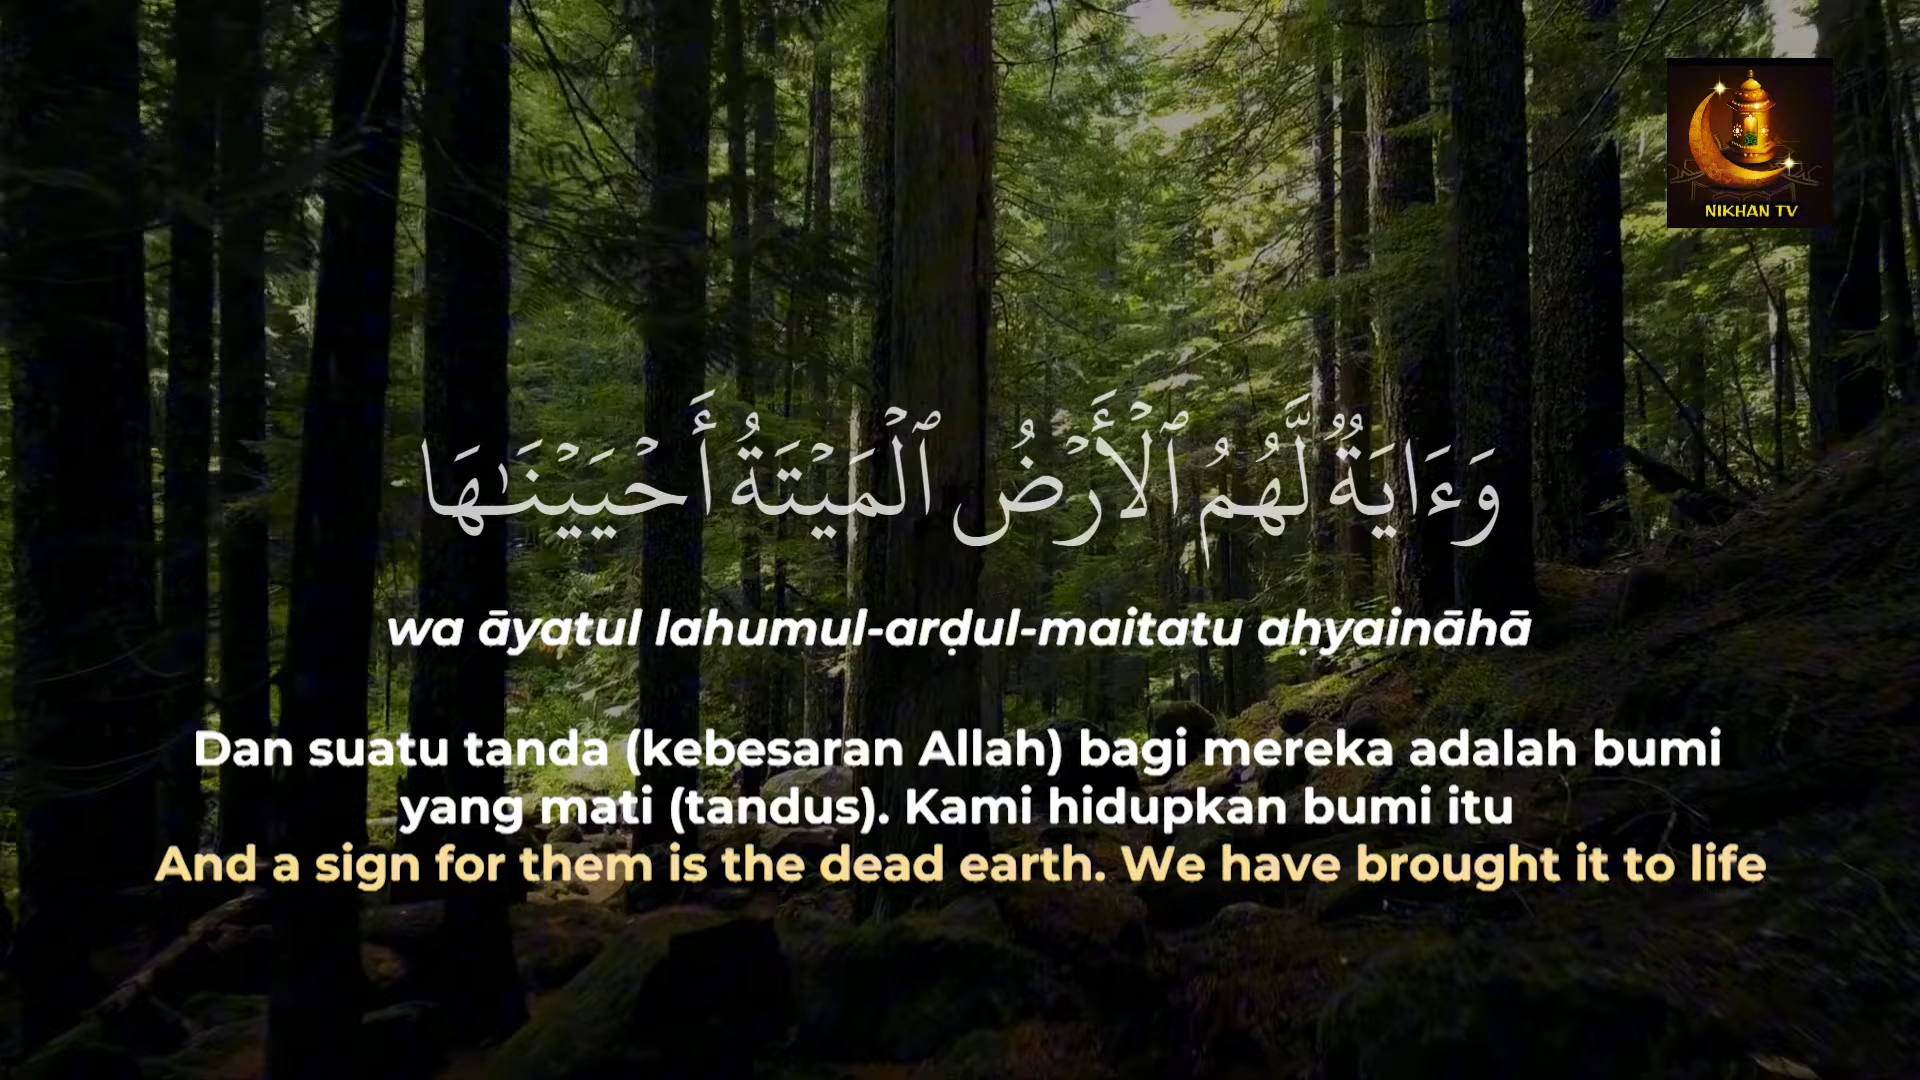 NIKHAN TV
وَءَايَةٌ لَّهُمُ ٱلْأَرْضُ ٱلْمَيْتَةُ أَحْيَيْنَـٰهَا
wa āyatul lahumul-arḍul-maitatu aḥyaināhā
Dan suatu tanda (kebesaran Allah) bagi mereka adalah bumi
yang mati (tandus). Kami hidupkan bumi itu
And a sign for them is the dead earth. We have brought it to life